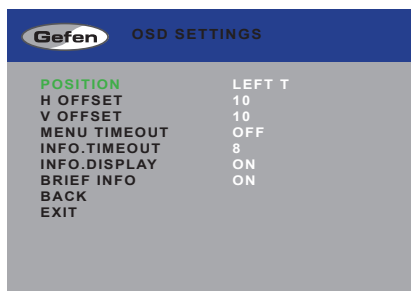 Gefen OSD SETTINGS
POSITION LEFT T
H OFFSET 10
V OFFSET 10
MENU TIMEOUT OFF
INFO.TIMEOUT 8
INFO.DISPLAY ON
BRIEF INFO ON
BACK
EXIT